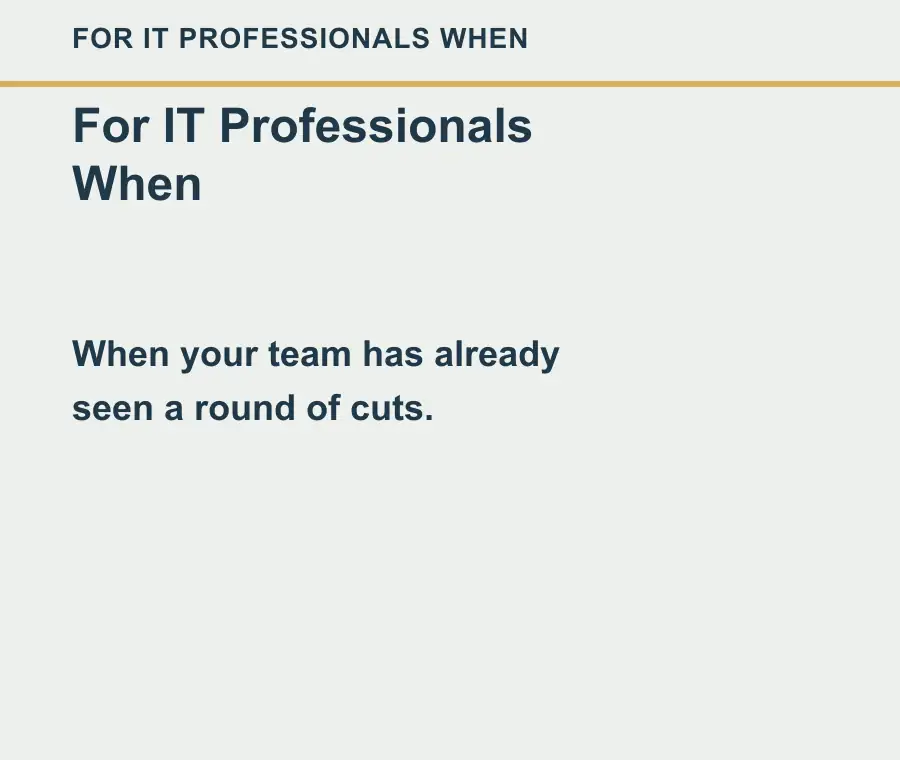 FOR IT PROFESSIONALS WHEN
For IT Professionals
When
When your team has already
seen a round of cuts.